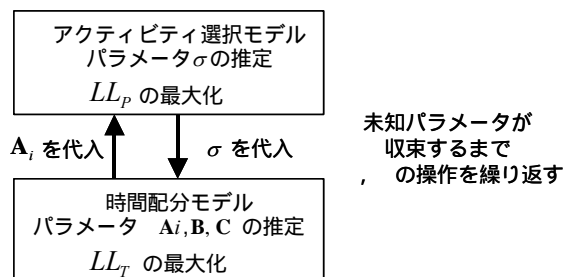 アクティビティ選択モデル
パラメータσの推定
LL_P の最大化
A_i を代入
σ を代入
未知パラメータが
収束するまで
, の操作を繰り返す
時間配分モデル
パラメータ Ai,B, C の推定
LL_T の最大化